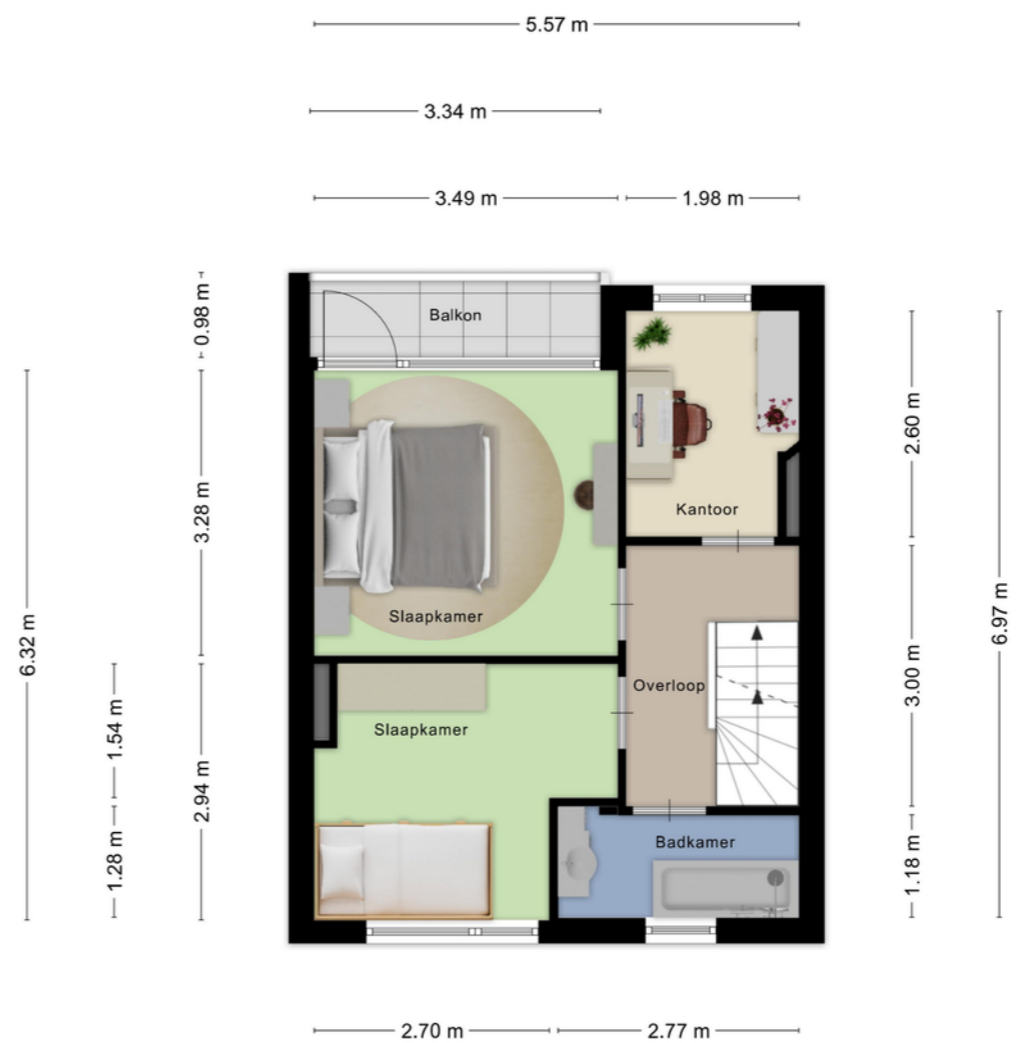 5.57 m
3.34 m
3.49 m
1.98 m
0.98 m
Balkon
2.60 m
3.28 m
Kantoor
Slaapkamer
6.32 m
6.97 m
Overloop
3.00 m
1.54 m
Slaapkamer
2.94 m
Badkamer
1.28 m
1.18 m
2.70 m
2.77 m